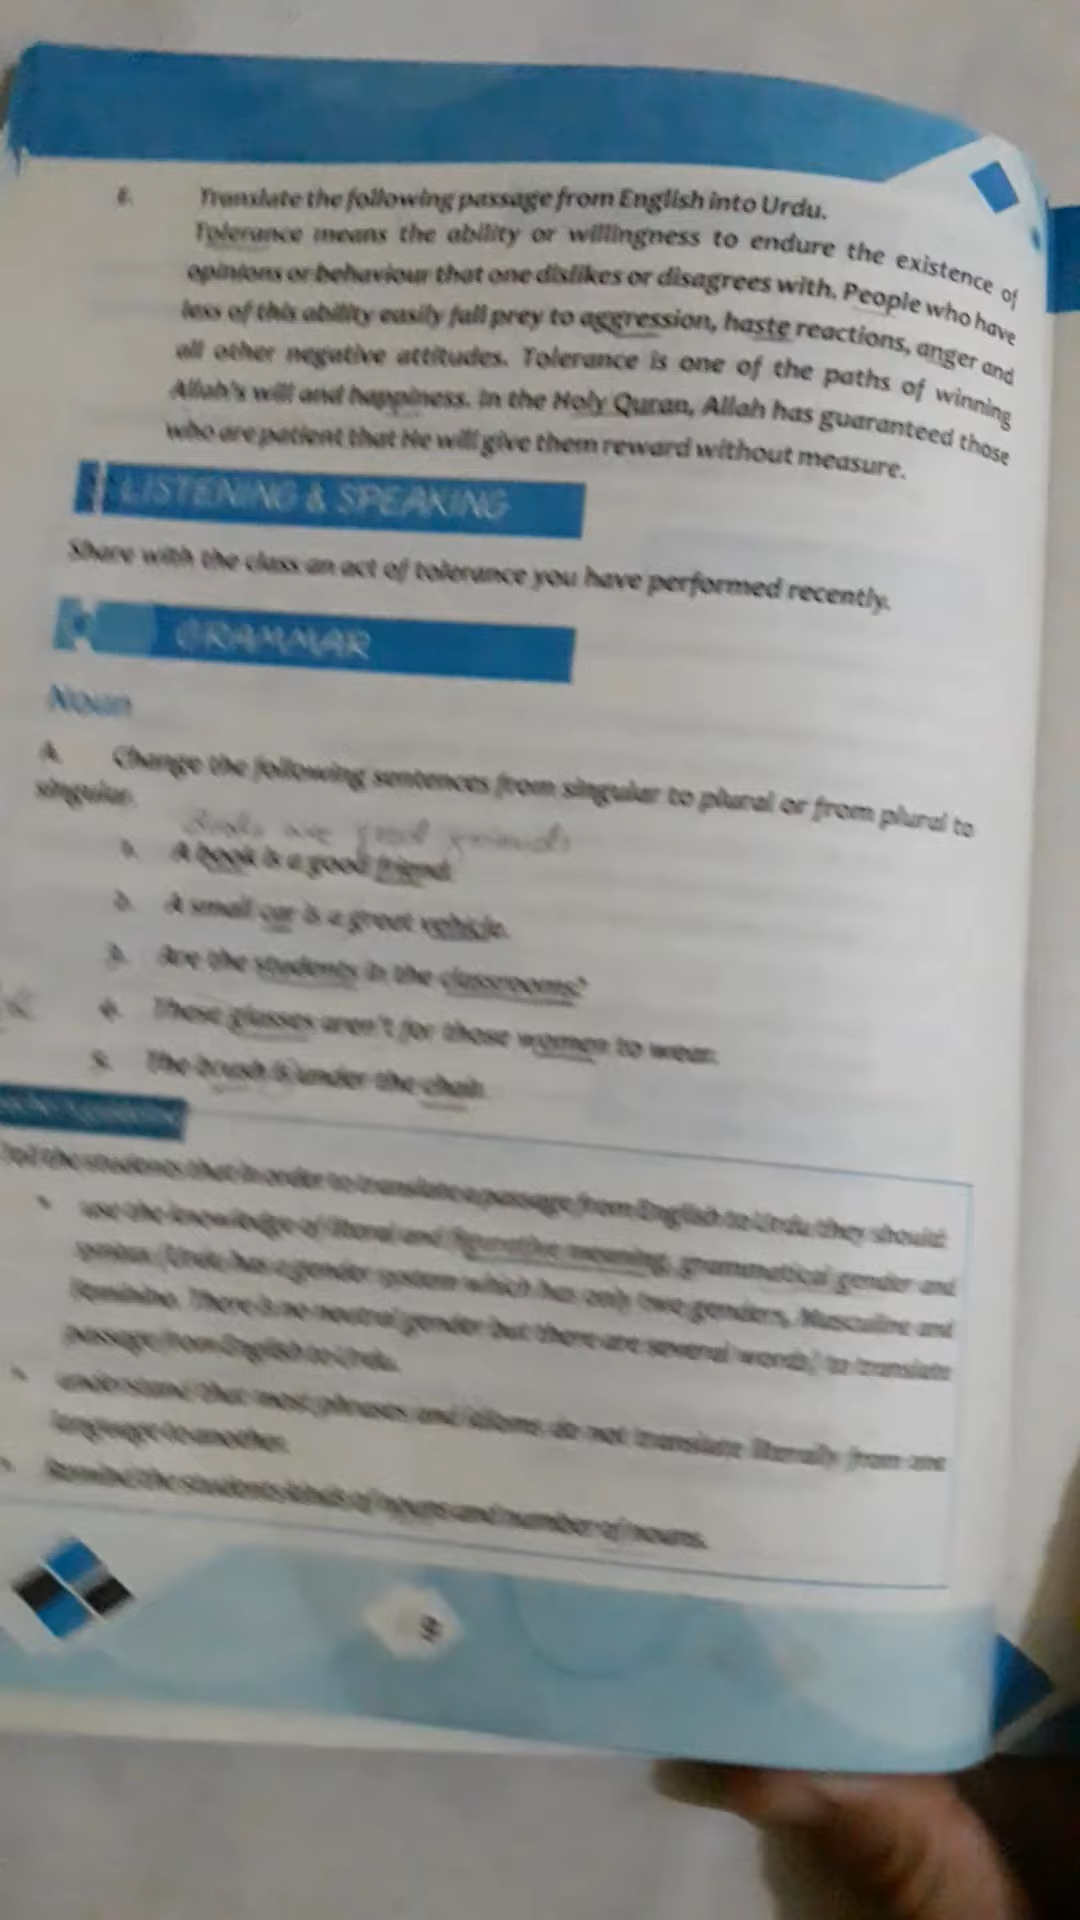 E. Translate the following passage from English into Urdu.
Tolerance means the ability or willingness to endure the existence of
opinions or behaviour that one dislikes or disagrees with. People who have
less of this ability easily fall prey to aggression, haste reactions, anger and
all other negative attitudes. Tolerance is one of the paths of winning
Allah's will and happiness. In the Holy Quran, Allah has guaranteed those
who are patient that He will give them reward without measure.
LISTENING & SPEAKING
Share with the class an act of tolerance you have performed recently.
GRAMMAR
Noun
A. Change the following sentences from singular to plural or from plural to
singular.
Books are good friends
1. A book is a good friend.
2. A small car is a great vehicle.
3. Are the students in the classrooms?
4. These glasses aren't for those women to wear.
5. The brush is under the chair.
Tell the students that in order to translate a passage from English to Urdu they should:
use the knowledge of literal and figurative meaning, grammatical gender and
syntax. (Urdu has a gender system which has only two genders, Masculine and
Feminine. There is no neutral gender but there are several words) to translate
passage from English to Urdu.
understand that most phrases and idioms do not translate literally from one
language to another.
Remind the students kinds of nouns and number of nouns.
9